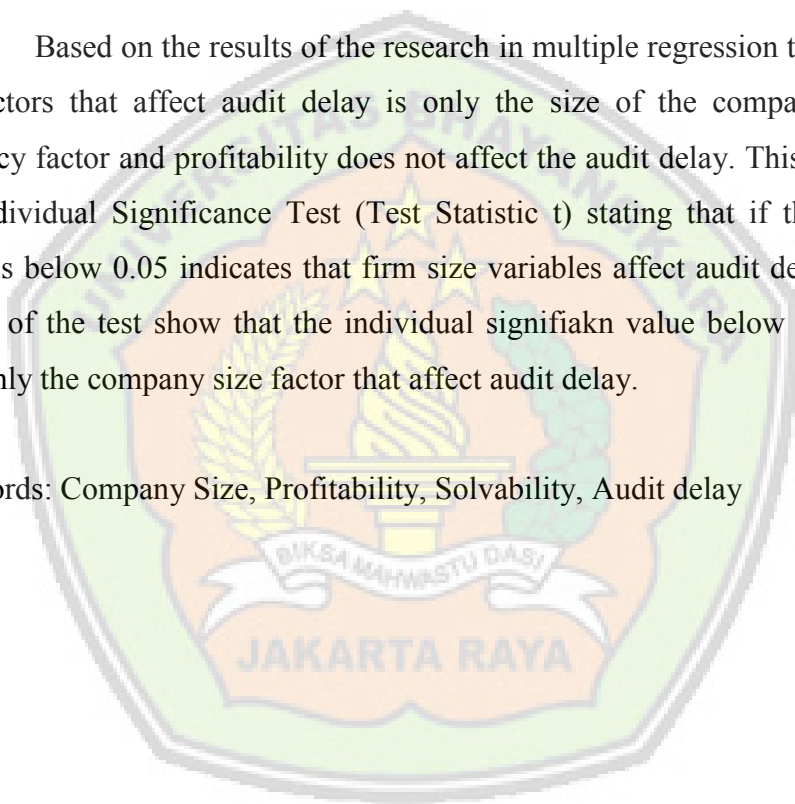 Based on the results of the research in multiple regression t
ctors that affect audit delay is only the size of the compa
cy factor and profitability does not affect the audit delay. This
dividual Significance Test (Test Statistic t) stating that if th
s below 0.05 indicates that firm size variables affect audit de
of the test show that the individual signifiakn value below
nly the company size factor that affect audit delay.
ords: Company Size, Profitability, Solvability, Audit delay
UNIVERSITAS BHAYANGKARA
BIKSA MAHWASTU DASI
JAKARTA RAYA